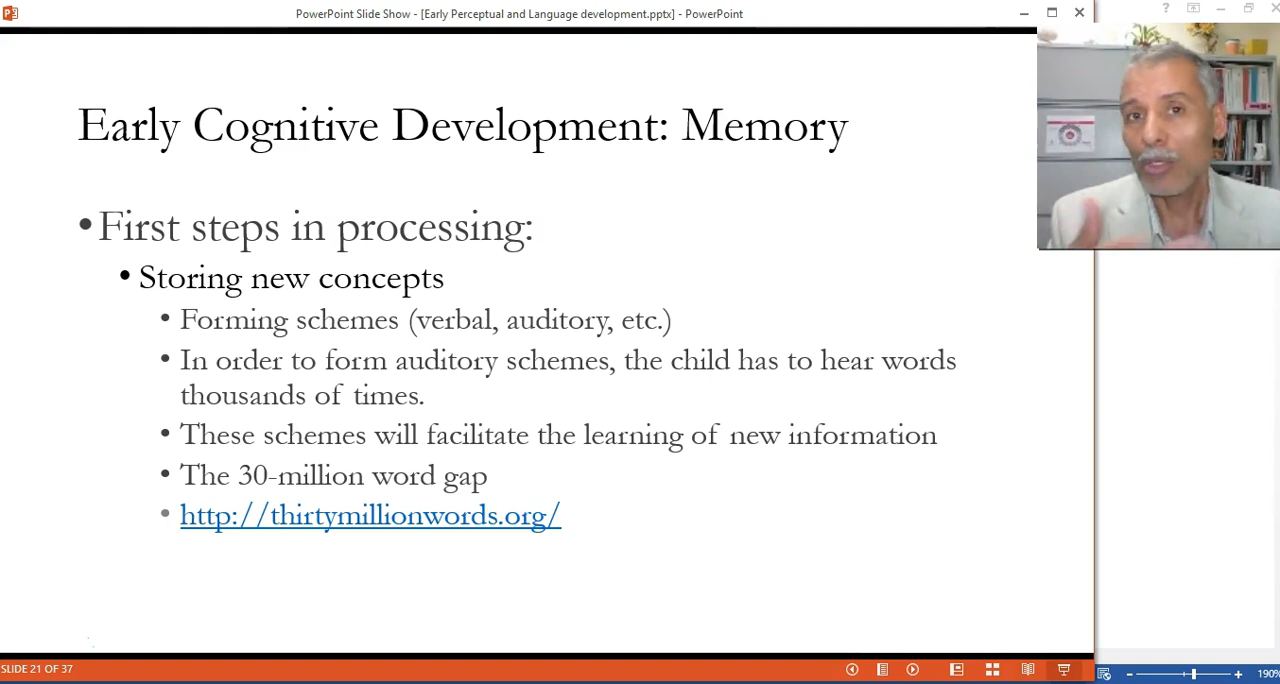 PowerPoint Slide Show - [Early Perceptual and Language development.pptx] - PowerPoint
Early Cognitive Development: Memory
•First steps in processing:
• Storing new concepts
• Forming schemes (verbal, auditory, etc.)
• In order to form auditory schemes, the child has to hear words
thousands of times.
• These schemes will facilitate the learning of new information
• The 30-million word gap
• http://thirtymillionwords.org/
SLIDE 21 OF 37
190%